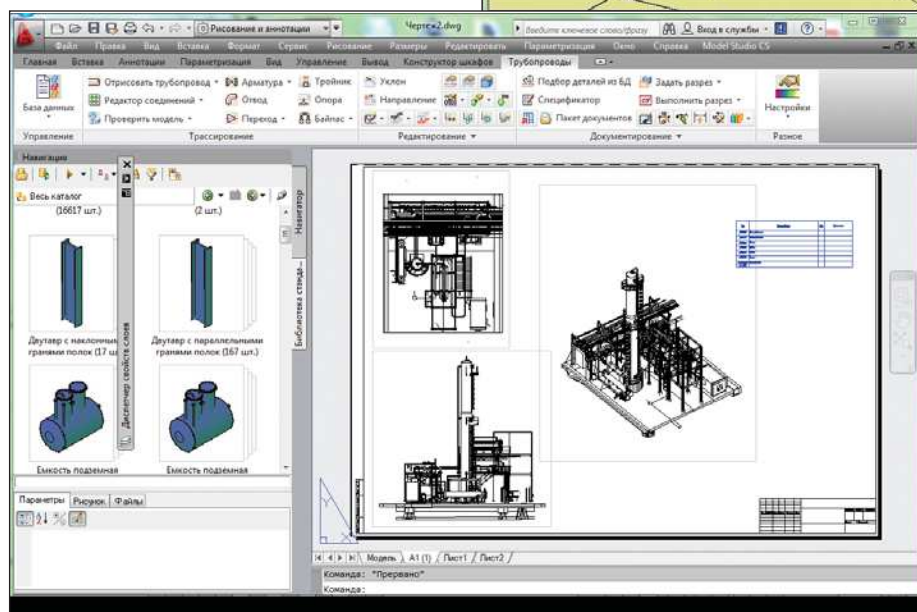 Рисование и аннотации
Чертеж2.dwg
Введите ключевое слово/фразу
Вход в службы
Файл Правка Вид Вставка Формат Сервис Рисование Размеры Редактировать Параметризация Окно Справка Model Studio CS
Главная Вставка Аннотации Параметризация Вид Управление Вывод Конструктор шкафов Трубопроводы
Отрисовать трубопровод Арматура Тройник Уклон Подбор деталей из БД Задать разрез
База данных Редактор соединений Отвод Опора Направление Спецификатор Выполнить разрез Настройки
Проверить модель Переход Байпас Пакет документов
Управление Трассирование Редактирование Документирование Разное
Навигация
Весь каталог
(16617 шт.) (2 шт.)
Навигатор
Библиотека станда...
Диспетчер свойств слоев
Двутавр с наклонным Двутавр с параллельными
гранями полок (17 ш гранями полок (167 шт.)
Емкость подземная Емкость подземная
Параметры Рисунок Файлы
Модель A1 (1) Лист1 Лист2
Команда: *Прервано*
Команда: